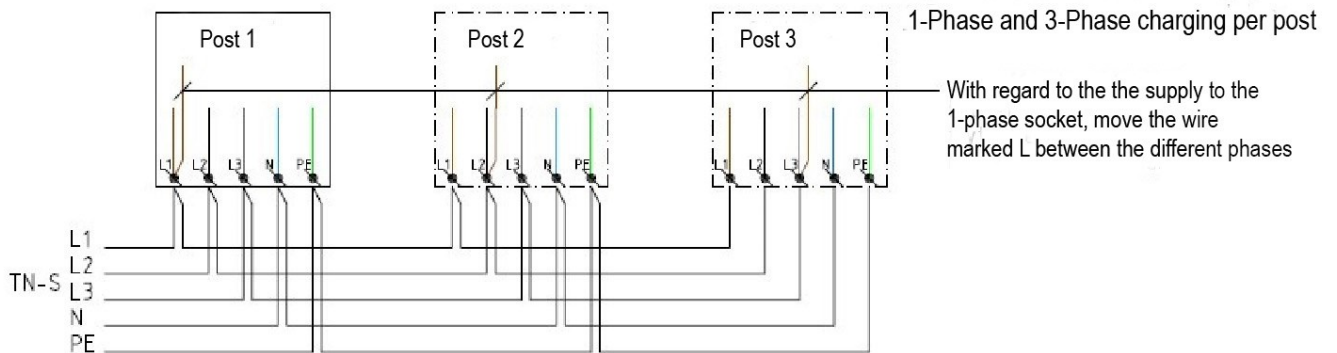 1-Phase and 3-Phase charging per post
Post 1
Post 2
Post 3
With regard to the the supply to the
1-phase socket, move the wire
marked L between the different phases
L1 L2 L3 N PE
L1 L2 L3 N PE
L1 L2 L3 N PE
TN-S
L1
L2
L3
N
PE